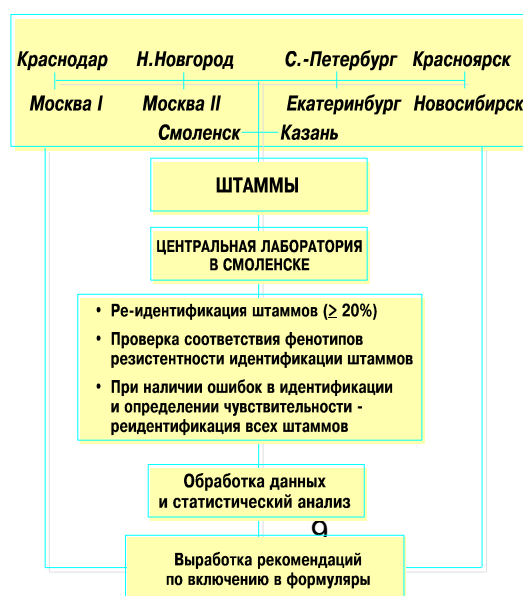 Краснодар Н.Новгород С.-Петербург Красноярск
Москва I Москва II Екатеринбург Новосибирск
Смоленск Казань
ШТАММЫ
ЦЕНТРАЛЬНАЯ ЛАБОРАТОРИЯ
В СМОЛЕНСКЕ
• Ре-идентификация штаммов (≥ 20%)
• Проверка соответствия фенотипов
резистентности идентификации штаммов
• При наличии ошибок в идентификации
и определении чувствительности -
реидентификация всех штаммов
Обработка данных
и статистический анализ
9
Выработка рекомендаций
по включению в формуляры